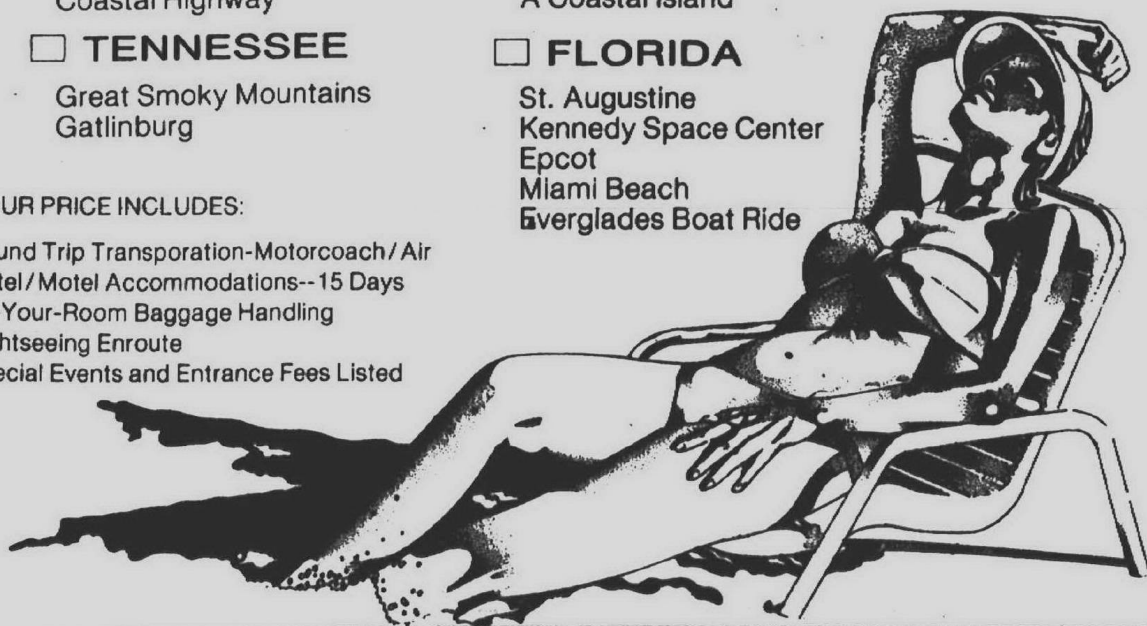 Coastal Highway
☐ TENNESSEE
Great Smoky Mountains
Gatlinburg
A Coastal Island
☐ FLORIDA
St. Augustine
Kennedy Space Center
Epcot
Miami Beach
Everglades Boat Ride
UR PRICE INCLUDES:
und Trip Transporation-Motorcoach/Air
tel/Motel Accommodations--15 Days
-Your-Room Baggage Handling
htseeing Enroute
ecial Events and Entrance Fees Listed